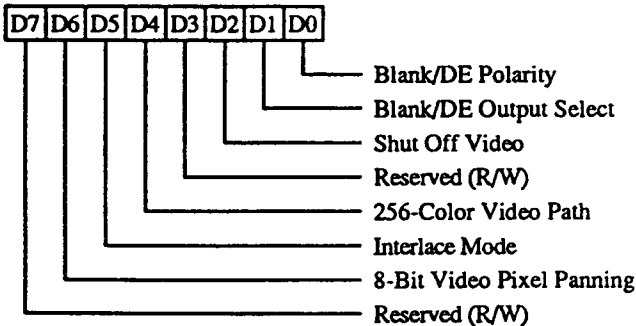 D7 D6 D5 D4 D3 D2 D1 D0
Blank/DE Polarity
Blank/DE Output Select
Shut Off Video
Reserved (R/W)
256-Color Video Path
Interlace Mode
8-Bit Video Pixel Panning
Reserved (R/W)